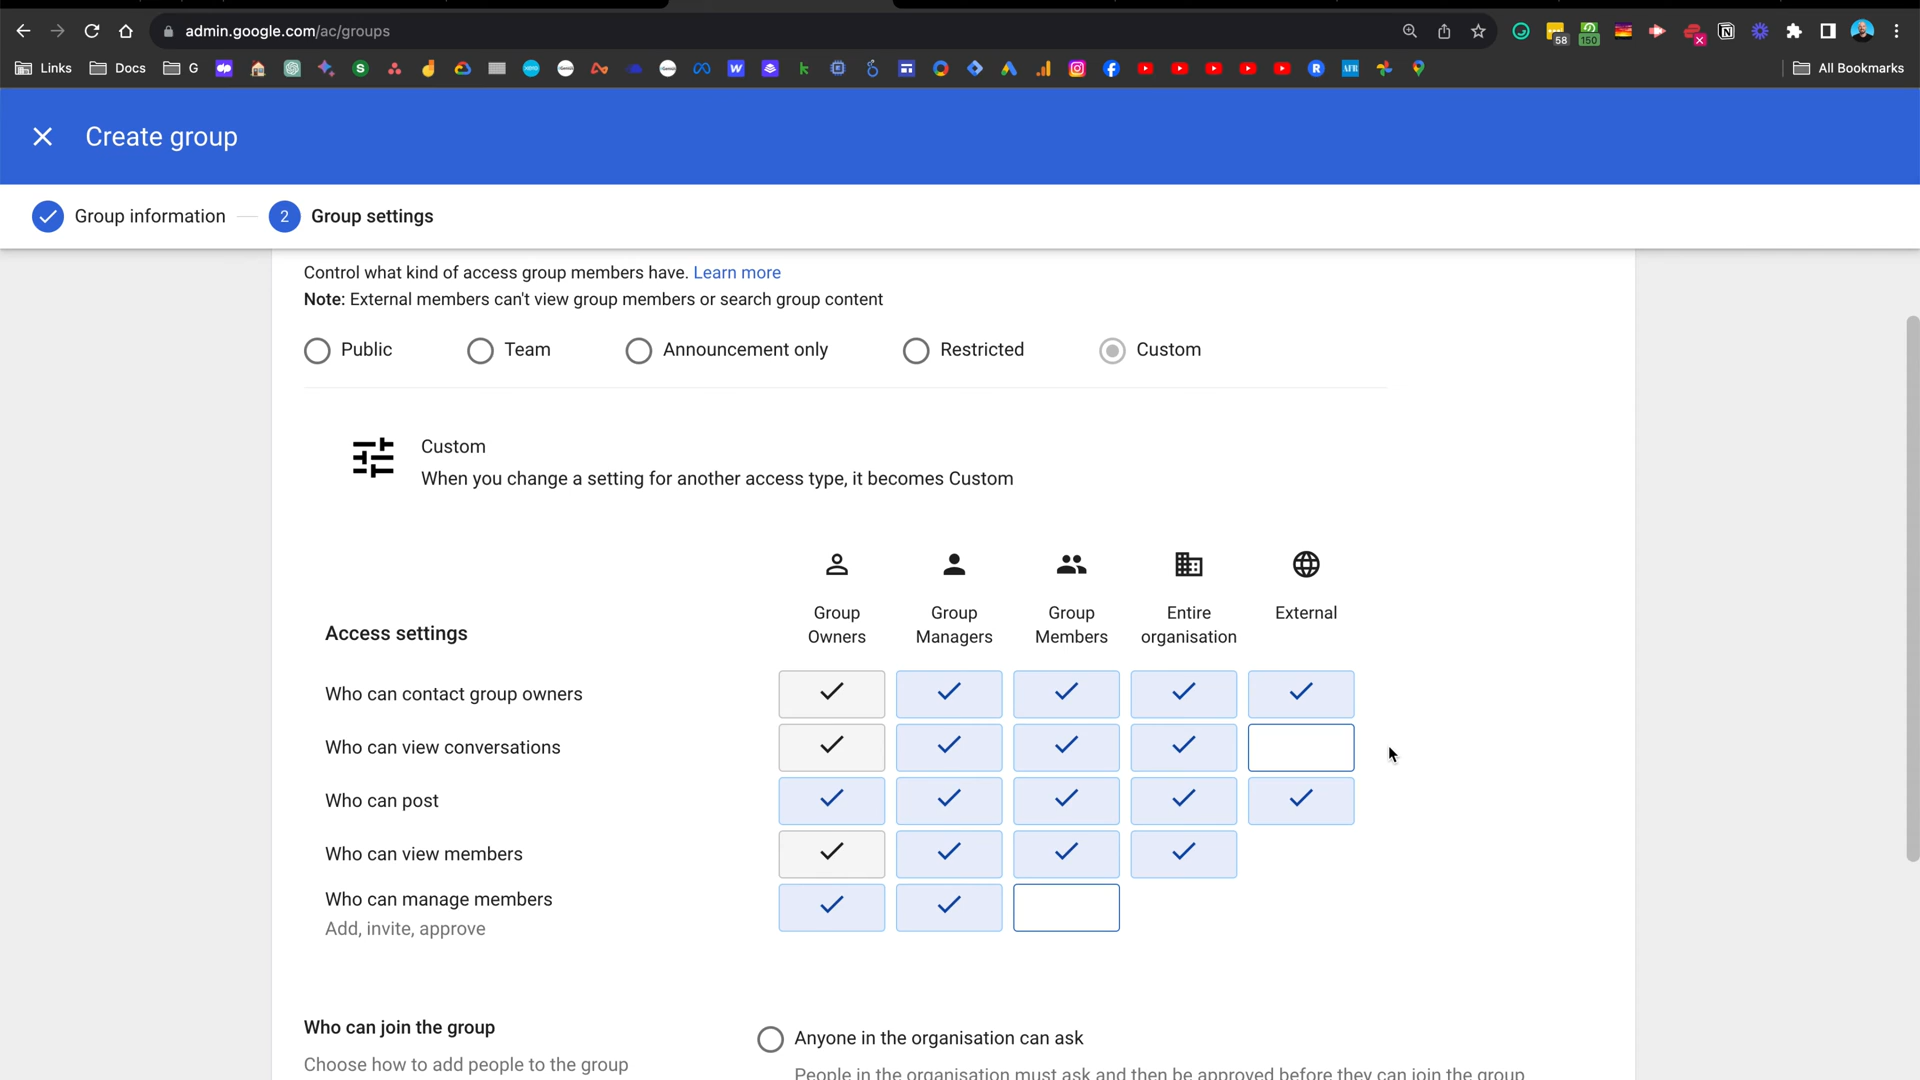 admin.google.com/ac/groups
58
150
Links
Docs
G
AFR
All Bookmarks
Create group
Group information
2
Group settings
Control what kind of access group members have. Learn more
Note: External members can't view group members or search group content
Public
Team
Announcement only
Restricted
Custom
Custom
When you change a setting for another access type, it becomes Custom
Group
Owners
Group
Managers
Group
Members
Entire
organisation
External
Access settings
Who can contact group owners
Who can view conversations
Who can post
Who can view members
Who can manage members
Add, invite, approve
Who can join the group
Choose how to add people to the group
Anyone in the organisation can ask
People in the organisation must ask and then be approved before they can join the group